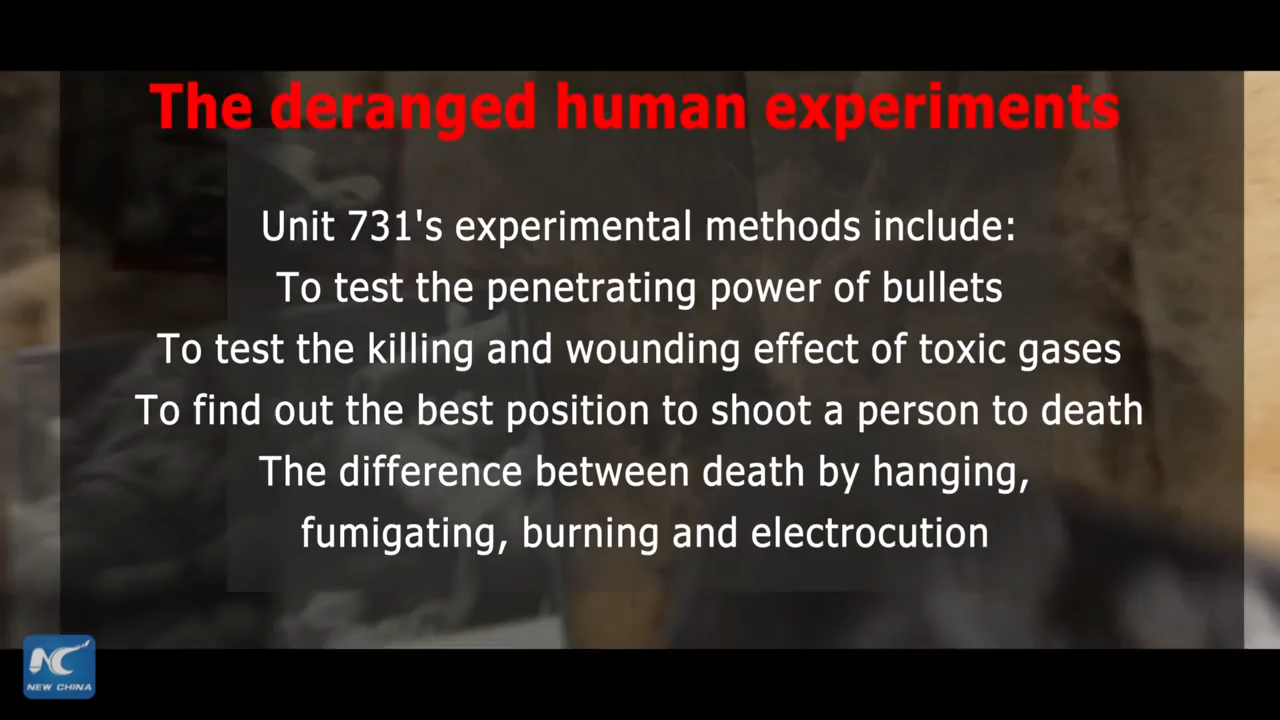 The deranged human experiments
Unit 731's experimental methods include:
To test the penetrating power of bullets
To test the killing and wounding effect of toxic gases
To find out the best position to shoot a person to death
The difference between death by hanging,
fumigating, burning and electrocution
NC
NEW CHINA